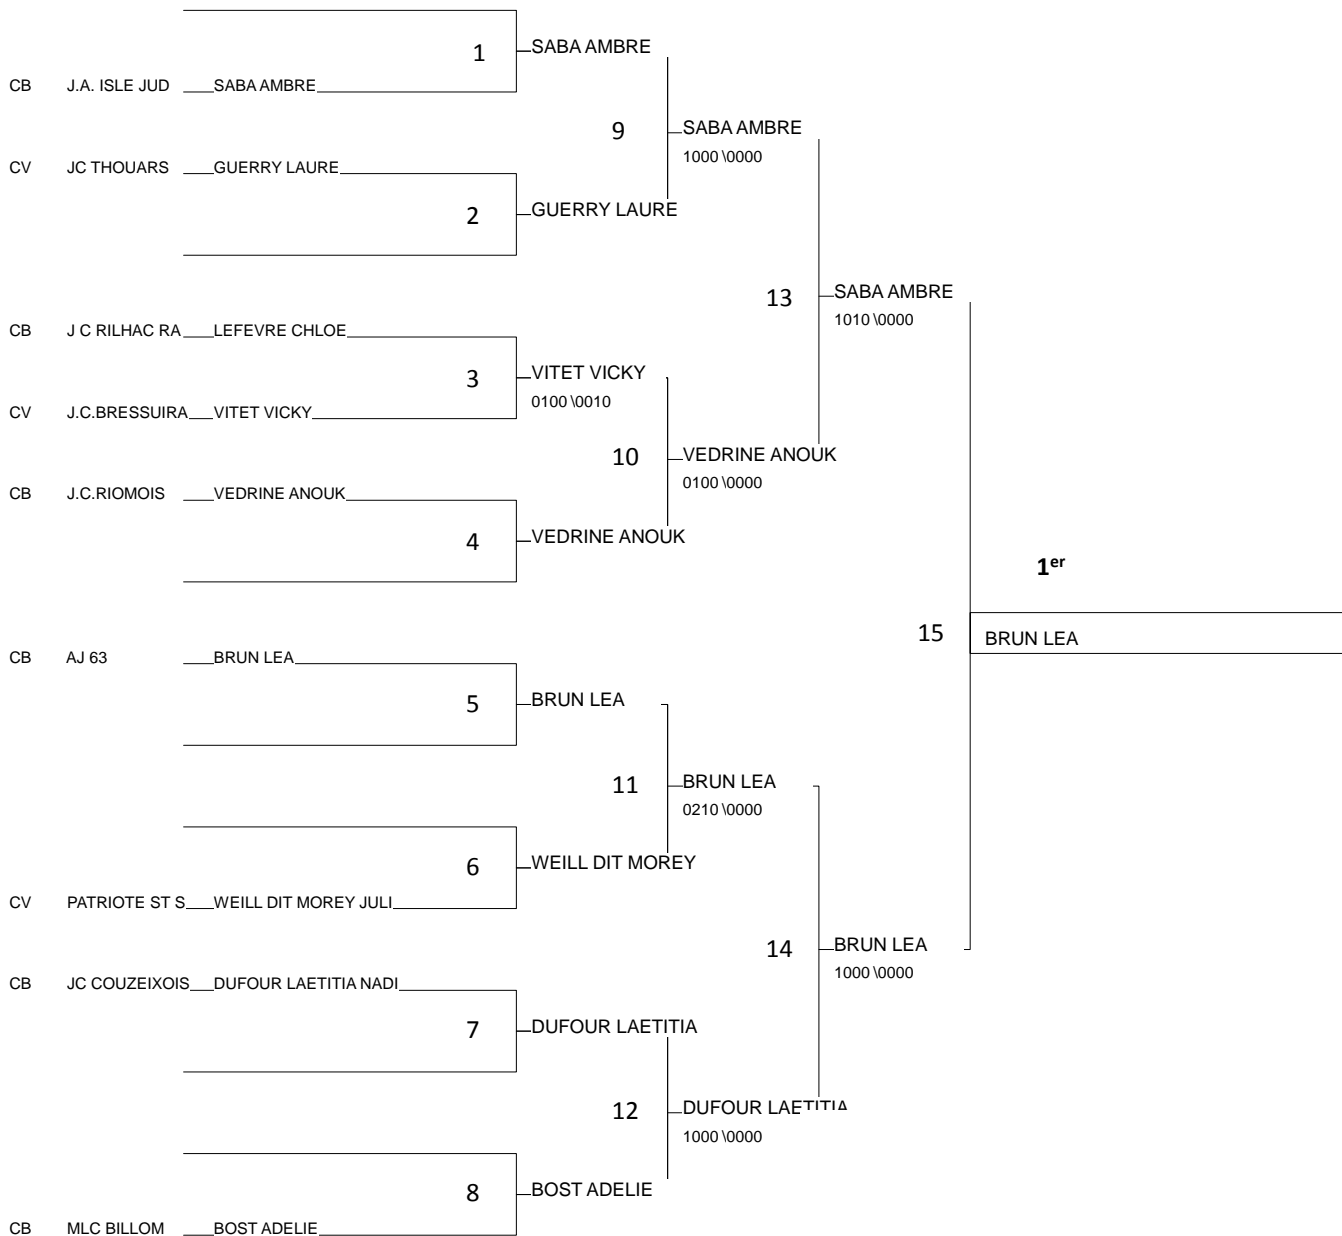 1 SABA AMBRE
CB J.A. ISLE JUD SABA AMBRE
9 SABA AMBRE
1000 \0000
CV JC THOUARS GUERRY LAURE
2 GUERRY LAURE
13 SABA AMBRE
1010 \0000
CB J C RILHAC RA LEFEVRE CHLOE
3 VITET VICKY
0100 \0010
CV J.C.BRESSUIRA VITET VICKY
10 VEDRINE ANOUK
0100 \0000
CB J.C.RIOMOIS VEDRINE ANOUK
4 VEDRINE ANOUK
1er
15 BRUN LEA
CB AJ 63 BRUN LEA
5 BRUN LEA
11 BRUN LEA
0210 \0000
6 WEILL DIT MOREY
CV PATRIOTE ST S WEILL DIT MOREY JULI
14 BRUN LEA
1000 \0000
CB JC COUZEIXOIS DUFOUR LAETITIA NADI
7 DUFOUR LAETITIA
12 DUFOUR LAETITIA
1000 \0000
8 BOST ADELIE
CB MLC BILLOM BOST ADELIE